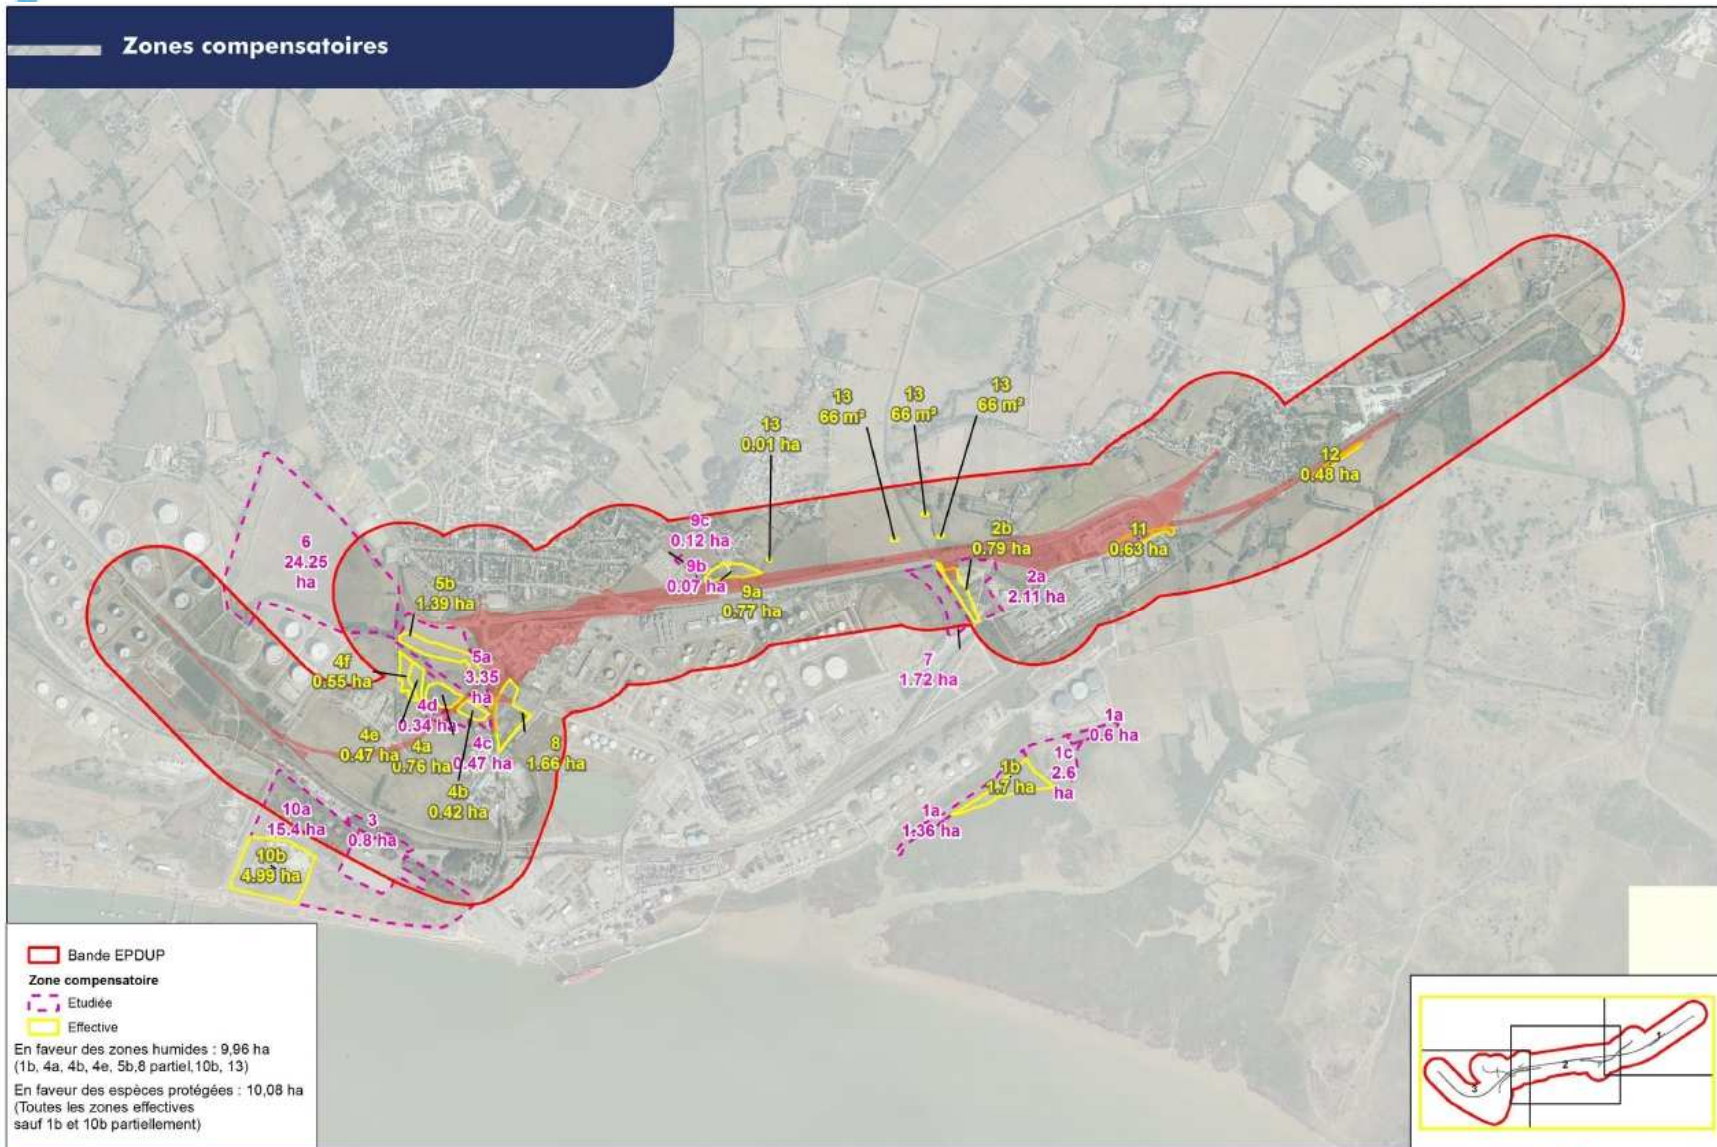 Zones compensatoires
13
66 m²
13
66 m²
13
66 m²
13
0.01 ha
12
0.48 ha
9c
0.12 ha
2b
0.79 ha
11
0.63 ha
6
24.25
ha
9b
0.07 ha
9a
0.77 ha
2a
2.11 ha
5b
1.39 ha
4f
0.55 ha
5a
3.35
ha
7
1.72 ha
4d
0.34 ha
4e
0.47 ha
4a
0.76 ha
4c
0.47 ha
8
1.66 ha
4b
0.42 ha
1a
0.6 ha
1c
2.6
ha
1b
1.7 ha
1a
1.36 ha
10a
15.4 ha
3
0.8 ha
10b
4.99 ha
Bande EPDUP
Zone compensatoire
Etudiée
Effective
En faveur des zones humides : 9,96 ha
(1b, 4a, 4b, 4e, 5b,8 partiel,10b, 13)
En faveur des espèces protégées : 10,08 ha
(Toutes les zones effectives
sauf 1b et 10b partiellement)
1
2
3